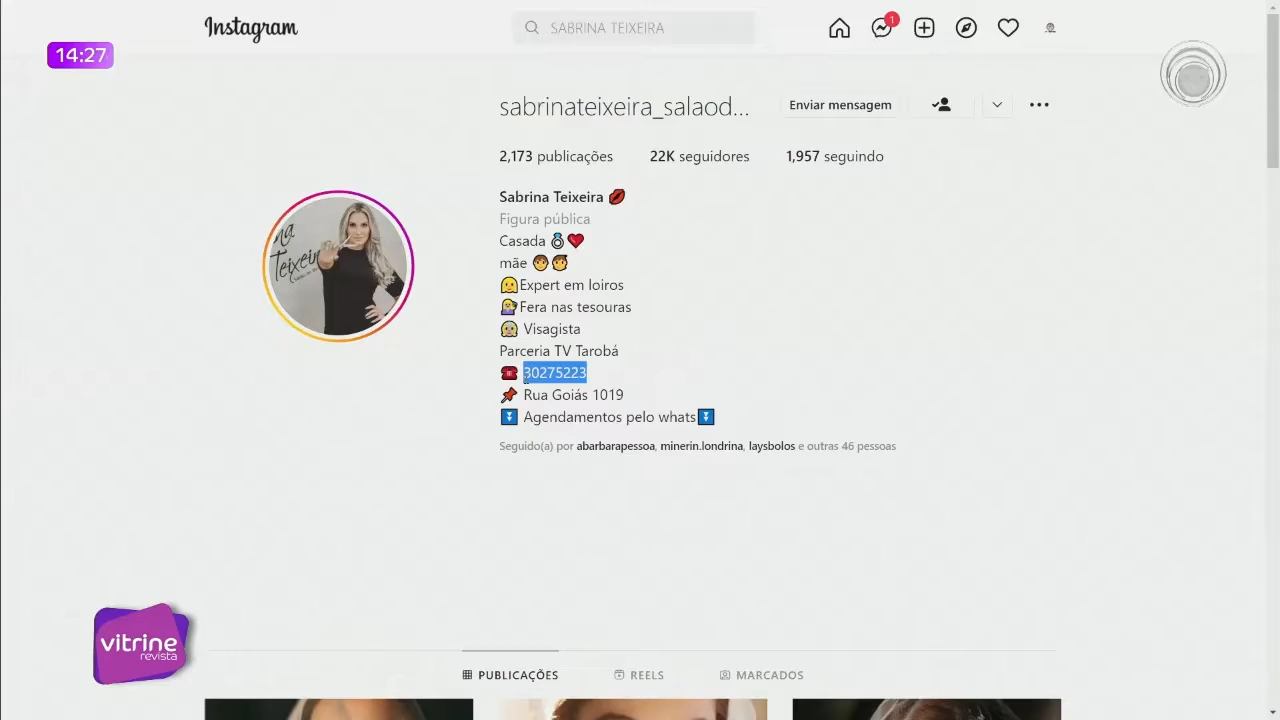 Instagram
SABRINA TEIXEIRA
1
14:27
sabrinateixeira_salaod...
Enviar mensagem
2,173 publicações
22K seguidores
1,957 seguindo
Sabrina Teixeira
Figura pública
Casada
mãe
Expert em loiros
Fera nas tesouras
Visagista
Parceria TV Tarobá
30275223
Rua Goiás 1019
Agendamentos pelo whats
Seguido(a) por abarbarapessoa, minerin.londrina, laysbolos e outras 46 pessoas
Teixeira
vitrine
revista
PUBLICAÇÕES
REELS
MARCADOS